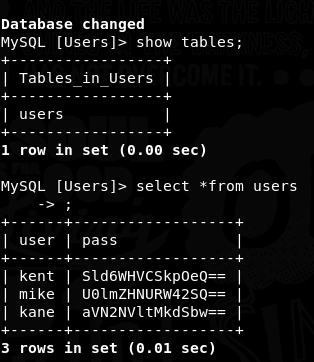 Database changed
MySQL [Users]> show tables;
+-----------------+
| Tables_in_Users |
+-----------------+
| users           |
+-----------------+
1 row in set (0.00 sec)
MySQL [Users]> select *from users
    -> ;
+------+------------------+
| user | pass             |
+------+------------------+
| kent | Sld6WHVCSkpOeQ== |
| mike | U0lmZHNURW42SQ== |
| kane | aVN2NVltMkdSbw== |
+------+------------------+
3 rows in set (0.01 sec)